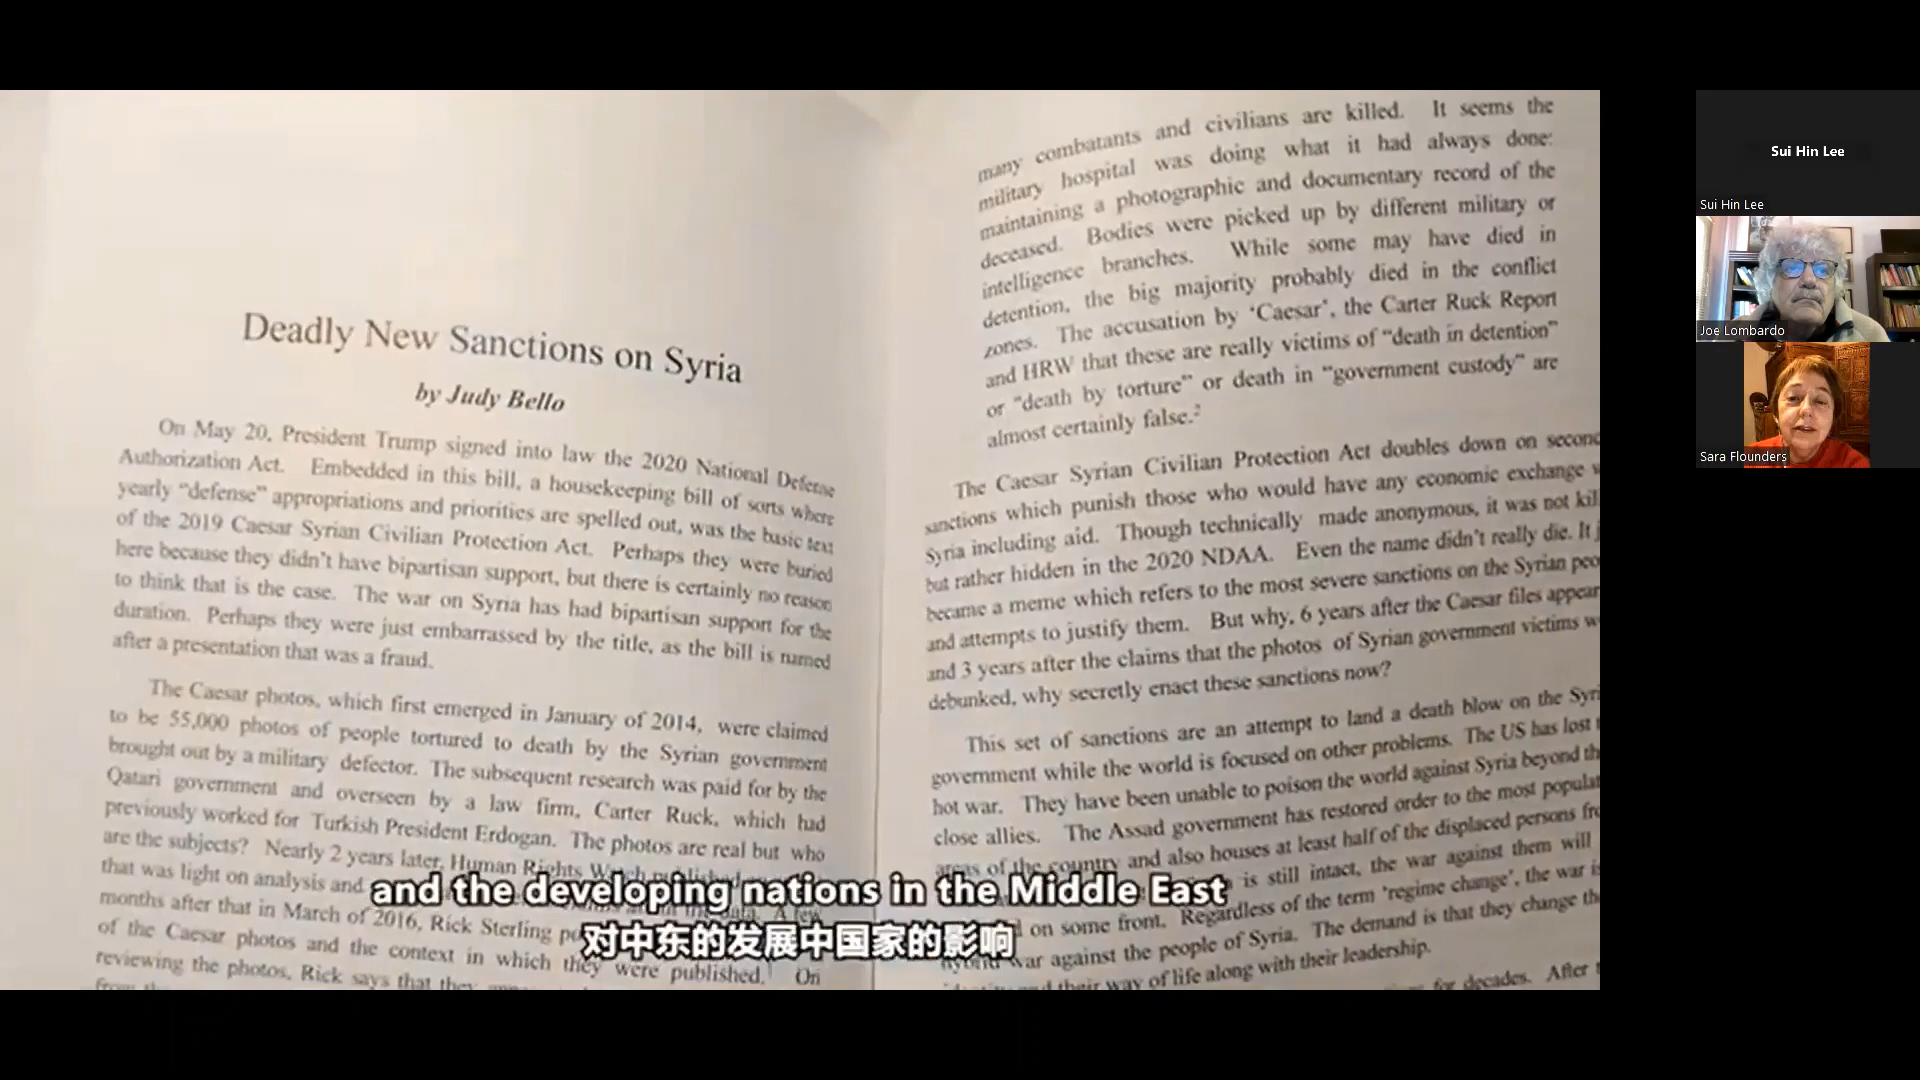 Deadly New Sanctions on Syria
by Judy Bello
On May 20, President Trump signed into law the 2020 National Defense
Authorization Act. Embedded in this bill, a housekeeping bill of sorts where
yearly “defense” appropriations and priorities are spelled out, was the basic text
of the 2019 Caesar Syrian Civilian Protection Act. Perhaps they were buried
here because they didn’t have bipartisan support, but there is certainly no reason
to think that is the case. The war on Syria has had bipartisan support for the
duration. Perhaps they were just embarrassed by the title, as the bill is named
after a presentation that was a fraud.
The Caesar photos, which first emerged in January of 2014, were claimed
to be 55,000 photos of people tortured to death by the Syrian government
brought out by a military defector. The subsequent research was paid for by the
Qatari government and overseen by a law firm, Carter Ruck, which had
previously worked for Turkish President Erdogan. The photos are real but who
are the subjects? Nearly 2 years later, Human Rights Watch published
that was light on analysis and data. A few
months after that in March of 2016, Rick Sterling
of the Caesar photos and the context in which they were published.¹ On
reviewing the photos, Rick says that they
many combatants and civilians are killed. It seems the
military hospital was doing what it had always done:
maintaining a photographic and documentary record of the
deceased. Bodies were picked up by different military or
intelligence branches. While some may have died in
detention, the big majority probably died in the conflict
zones. The accusation by ‘Caesar’, the Carter Ruck Report
and HRW that these are really victims of “death in detention”
or “death by torture” or death in “government custody” are
almost certainly false.²
The Caesar Syrian Civilian Protection Act doubles down on second
sanctions which punish those who would have any economic exchange w
Syria including aid. Though technically made anonymous, it was not kil
but rather hidden in the 2020 NDAA. Even the name didn’t really die. It j
became a meme which refers to the most severe sanctions on the Syrian peo
and attempts to justify them. But why, 6 years after the Caesar files appear
and 3 years after the claims that the photos of Syrian government victims w
debunked, why secretly enact these sanctions now?
This set of sanctions are an attempt to land a death blow on the Syri
government while the world is focused on other problems. The US has lost t
hot war. They have been unable to poison the world against Syria beyond th
close allies. The Assad government has restored order to the most populat
areas of the country and also houses at least half of the displaced persons fro
is still intact, the war against them will
on some front. Regardless of the term ‘regime change’, the war is
hybrid war against the people of Syria. The demand is that they change th
and their way of life along with their leadership.
for decades. After t
and the developing nations in the Middle East
对中东的发展中国家的影响
Sui Hin Lee
Sui Hin Lee
Joe Lombardo
Sara Flounders